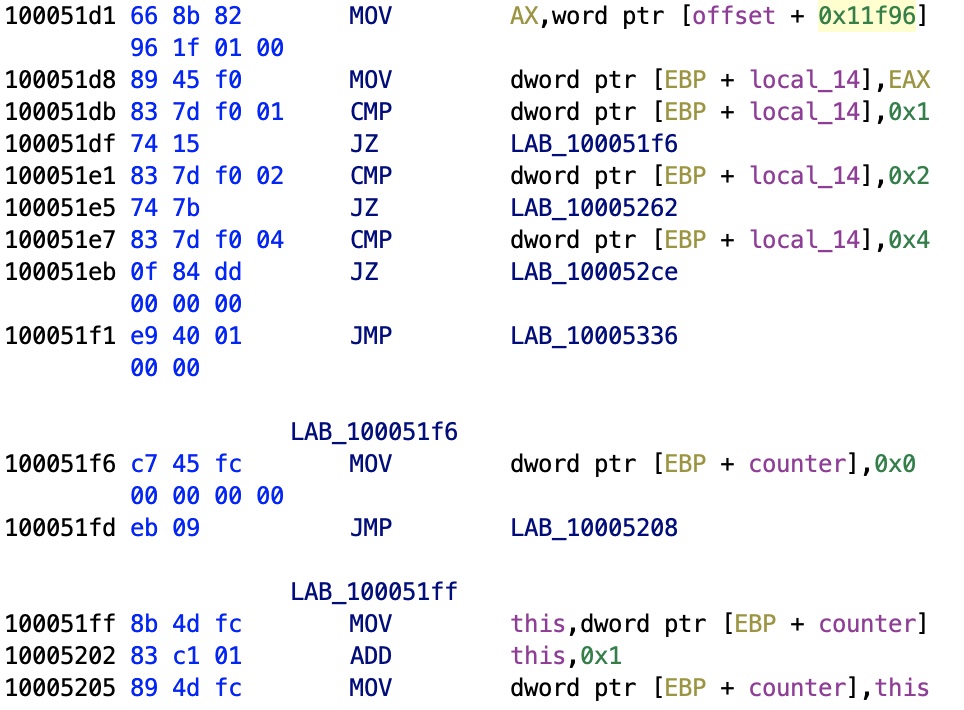 100051d1 66 8b 82 MOV AX,word ptr [offset + 0x11f96]
96 1f 01 00
100051d8 89 45 f0 MOV dword ptr [EBP + local_14],EAX
100051db 83 7d f0 01 CMP dword ptr [EBP + local_14],0x1
100051df 74 15 JZ LAB_100051f6
100051e1 83 7d f0 02 CMP dword ptr [EBP + local_14],0x2
100051e5 74 7b JZ LAB_10005262
100051e7 83 7d f0 04 CMP dword ptr [EBP + local_14],0x4
100051eb 0f 84 dd JZ LAB_100052ce
00 00 00
100051f1 e9 40 01 JMP LAB_10005336
00 00
LAB_100051f6
100051f6 c7 45 fc MOV dword ptr [EBP + counter],0x0
00 00 00 00
100051fd eb 09 JMP LAB_10005208
LAB_100051ff
100051ff 8b 4d fc MOV this,dword ptr [EBP + counter]
10005202 83 c1 01 ADD this,0x1
10005205 89 4d fc MOV dword ptr [EBP + counter],this